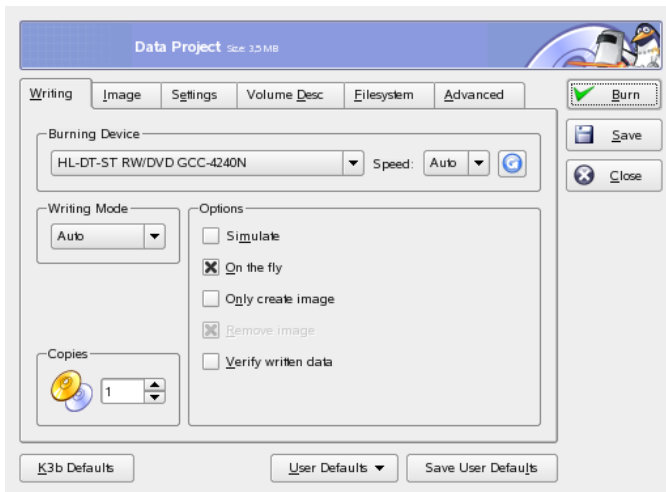 Data Project Size: 3,5 MB
Writing Image Settings Volume Desc Filesystem Advanced
Burn
Save
Close
Burning Device
HL-DT-ST RW/DVD GCC-4240N Speed: Auto
Writing Mode
Auto
Options
Simulate
On the fly
Only create image
Remove image
Verify written data
Copies
1
K3b Defaults User Defaults Save User Defaults